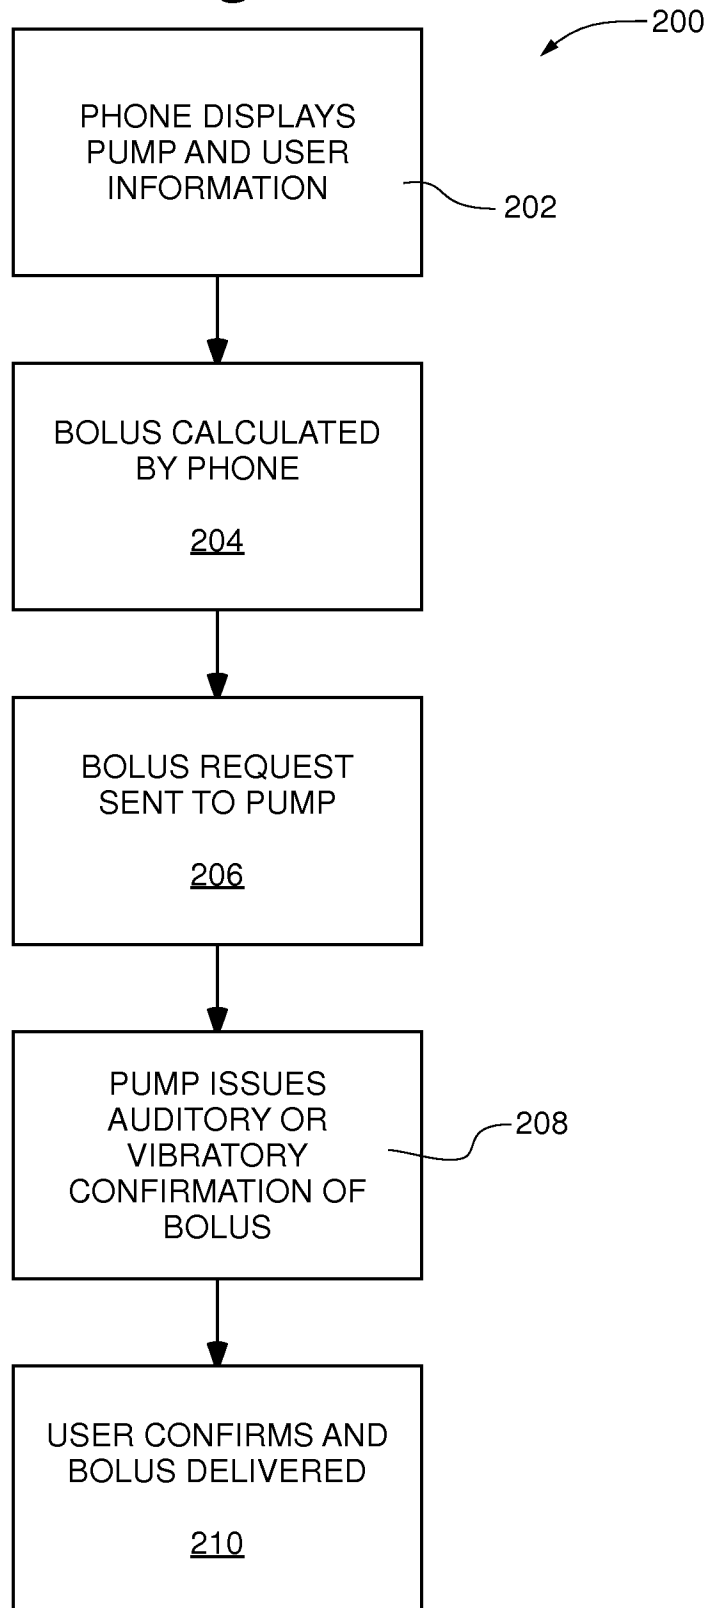 200
PHONE DISPLAYS
PUMP AND USER
INFORMATION
202
BOLUS CALCULATED
BY PHONE
204
BOLUS REQUEST
SENT TO PUMP
206
PUMP ISSUES
AUDITORY OR
VIBRATORY
CONFIRMATION OF
BOLUS
208
USER CONFIRMS AND
BOLUS DELIVERED
210